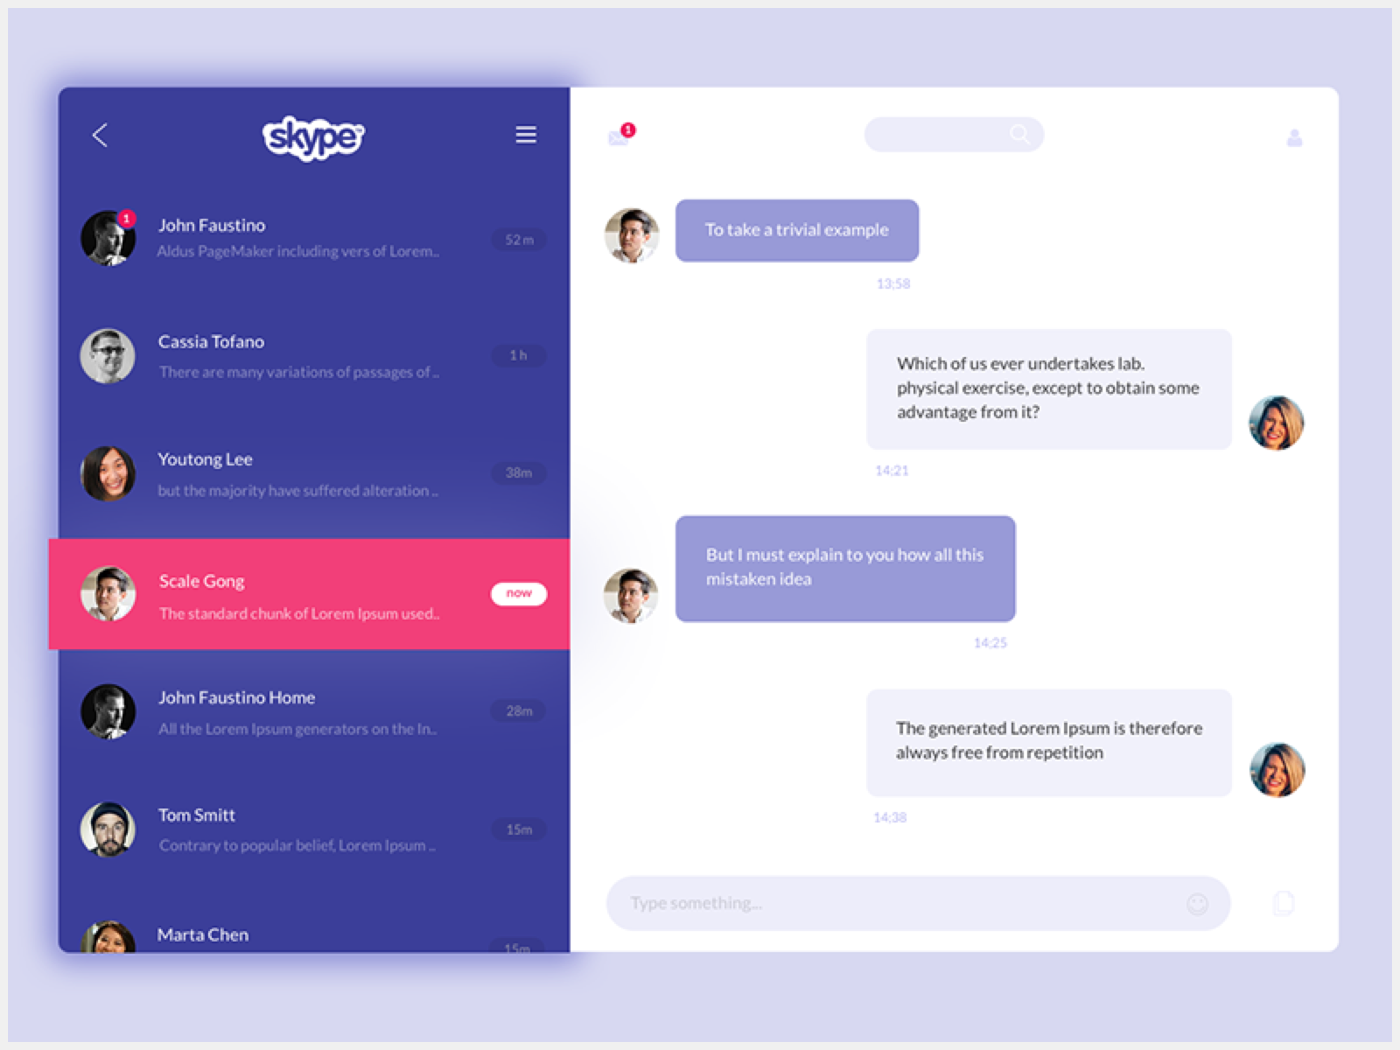 skype
1
John Faustino
52 m
Aldus PageMaker including vers of Lorem..
Cassia Tofano
1 h
There are many variations of passages of ..
Youtong Lee
38m
but the majority have suffered alteration ..
Scale Gong
now
The standard chunk of Lorem Ipsum used..
John Faustino Home
28m
All the Lorem Ipsum generators on the In..
Tom Smitt
15m
Contrary to popular belief, Lorem Ipsum ..
Marta Chen
15m
1
To take a trivial example
13:58
Which of us ever undertakes lab.
physical exercise, except to obtain some
advantage from it?
14:21
But I must explain to you how all this
mistaken idea
14:25
The generated Lorem Ipsum is therefore
always free from repetition
14:38
Type something...